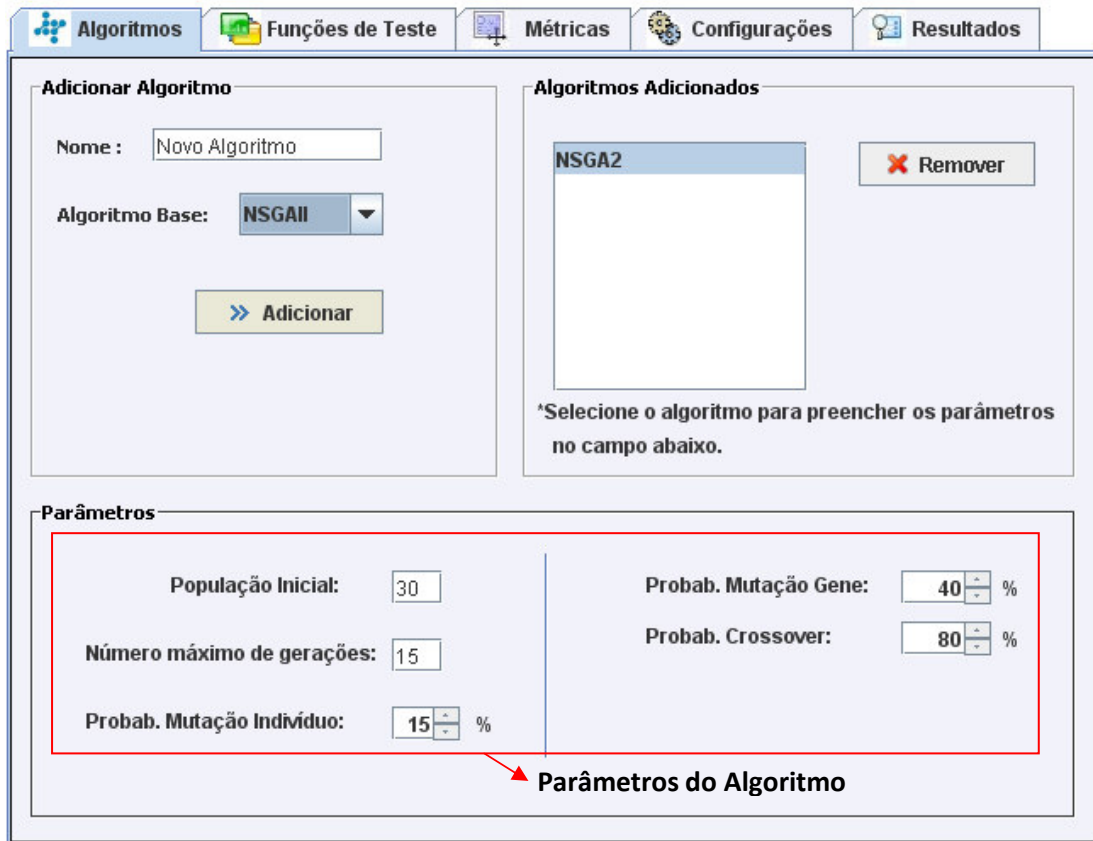 Algoritmos
Funções de Teste
Métricas
Configurações
Resultados
Adicionar Algoritmo
Nome :
Novo Algoritmo
Algoritmo Base:
NSGAII
Adicionar
Algoritmos Adicionados
NSGA2
Remover
*Selecione o algoritmo para preencher os parâmetros
no campo abaixo.
Parâmetros
População Inicial: 30
Número máximo de gerações: 15
Probab. Mutação Indivíduo: 15 %
Probab. Mutação Gene: 40 %
Probab. Crossover: 80 %
Parâmetros do Algoritmo